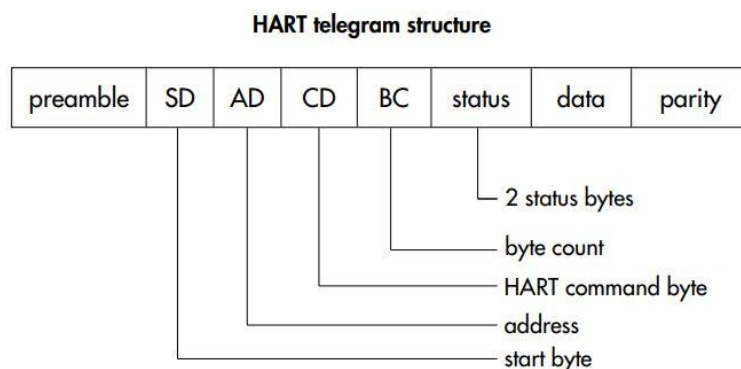 HART telegram structure
preamble SD AD CD BC status data parity
2 status bytes
byte count
HART command byte
address
start byte